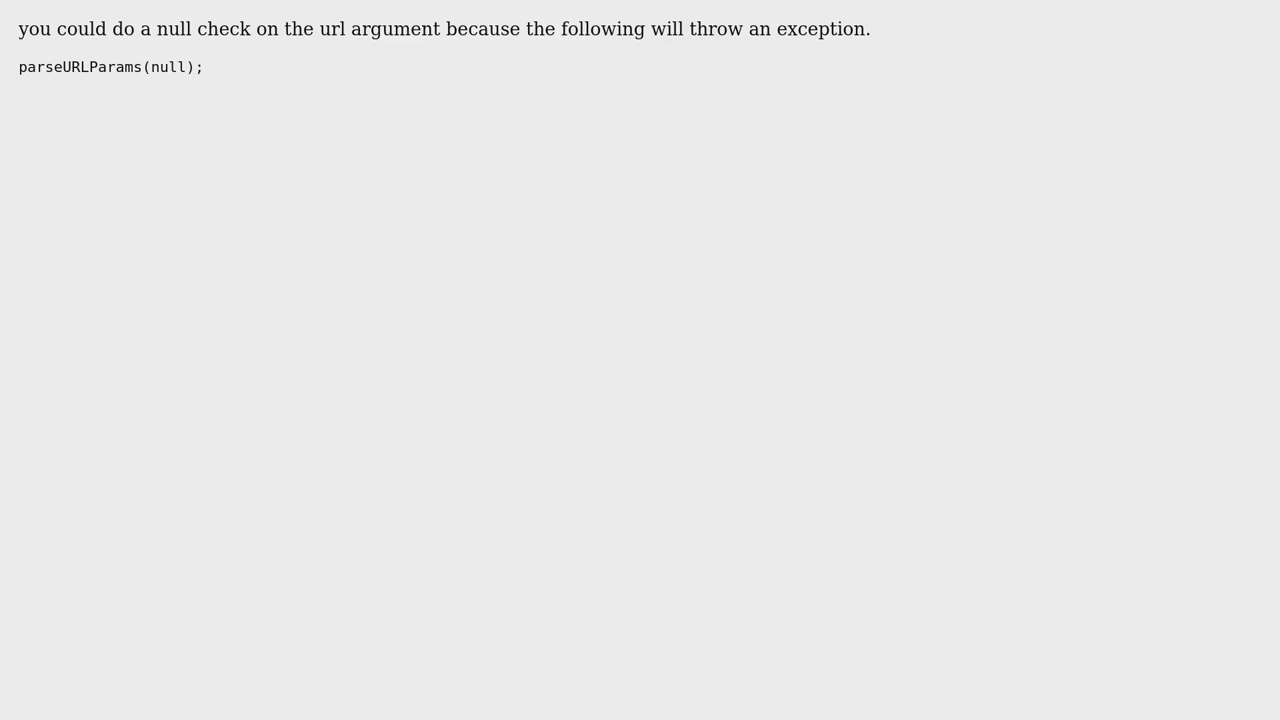 you could do a null check on the url argument because the following will throw an exception.
parseURLParams(null);